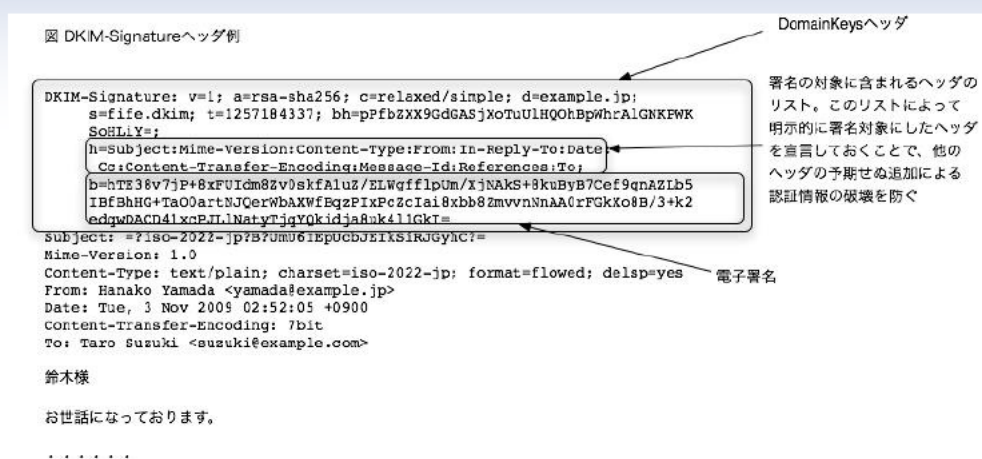 図 DKIM-Signatureヘッダ例
DomainKeysヘッダ
DKIM-Signature: v=1; a=rsa-sha256; c=relaxed/simple; d=example.jp;
s=fife.dkim; t=1257184337; bh=pPfbZXX9GdGASjXoTuUlHQOhBpWhrAlGNKPWK
SoHLiY=;
h=Subject:Mime-Version:Content-Type:From:In-Reply-To:Date:
Cc:Content-Transfer-Encoding:Message-Id:References:To;
b=hTE38v7jP+8xFUIdm8Zv0skfAluZ/ELWgfflpUm/XjNAkS+8kuByB7Cef9qnAZLb5
IBfBhHG+TaO0artNJQerWbAXWfBqzPIxPcZcIai8xbb8ZmvvnNnAA0rFGkXo8B/3+k2
署名の対象に含まれるヘッダの
リスト。このリストによって
明示的に署名対象にしたヘッダ
を宣言しておくことで、他の
ヘッダの予期せぬ追加による
認証情報の破壊を防ぐ
電子署名
Subject:
Mime-Version: 1.0
Content-Type: text/plain; charset=iso-2022-jp; format=flowed; delsp=yes
From: Hanako Yamada <yamada@example.jp>
Date: Tue, 3 Nov 2009 02:52:05 +0900
Content-Transfer-Encoding: 7bit
To: Taro Suzuki <suzuki@example.com>
鈴木様
お世話になっております。
・・・・・・